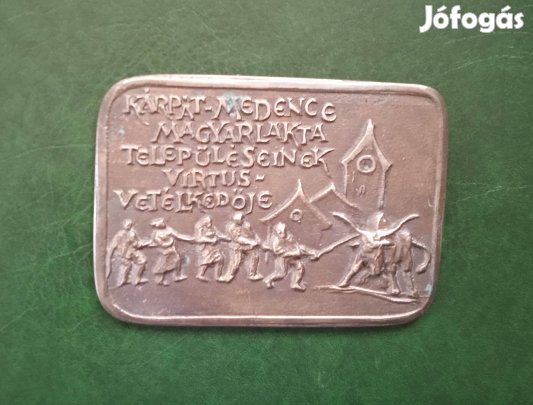 Jófogás
KÁRPÁT-MEDENCE
MAGYARLAKTA
TELEPÜLÉSEINEK
VIRTUS-
VETÉLKEDŐJE